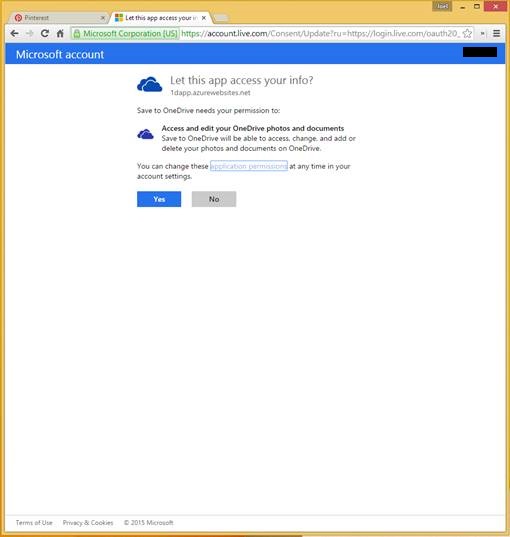 Joel
Pinterest
Let this app access your in
Microsoft Corporation [US] https://account.live.com/Consent/Update?ru=https://login.live.com/oauth20_
Microsoft account
Let this app access your info?
1dapp.azurewebsites.net
Save to OneDrive needs your permission to:
Access and edit your OneDrive photos and documents
Save to OneDrive will be able to access, change, and add or
delete your photos and documents on OneDrive.
You can change these application permissions at any time in your
account settings.
Yes
No
Terms of Use
Privacy & Cookies
© 2015 Microsoft